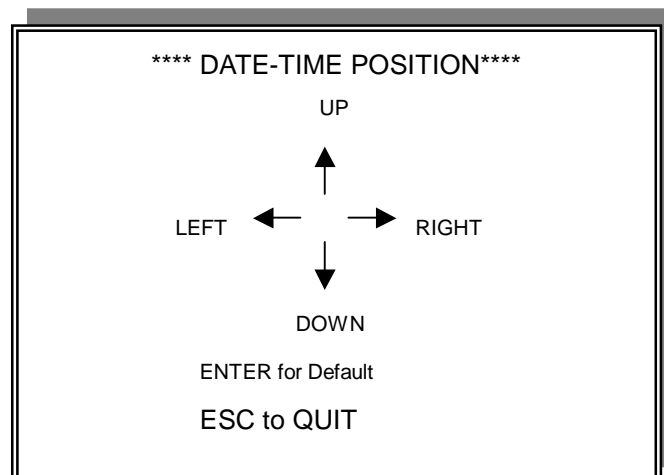 **** DATE-TIME POSITION****
UP
LEFT RIGHT
DOWN
ENTER for Default
ESC to QUIT